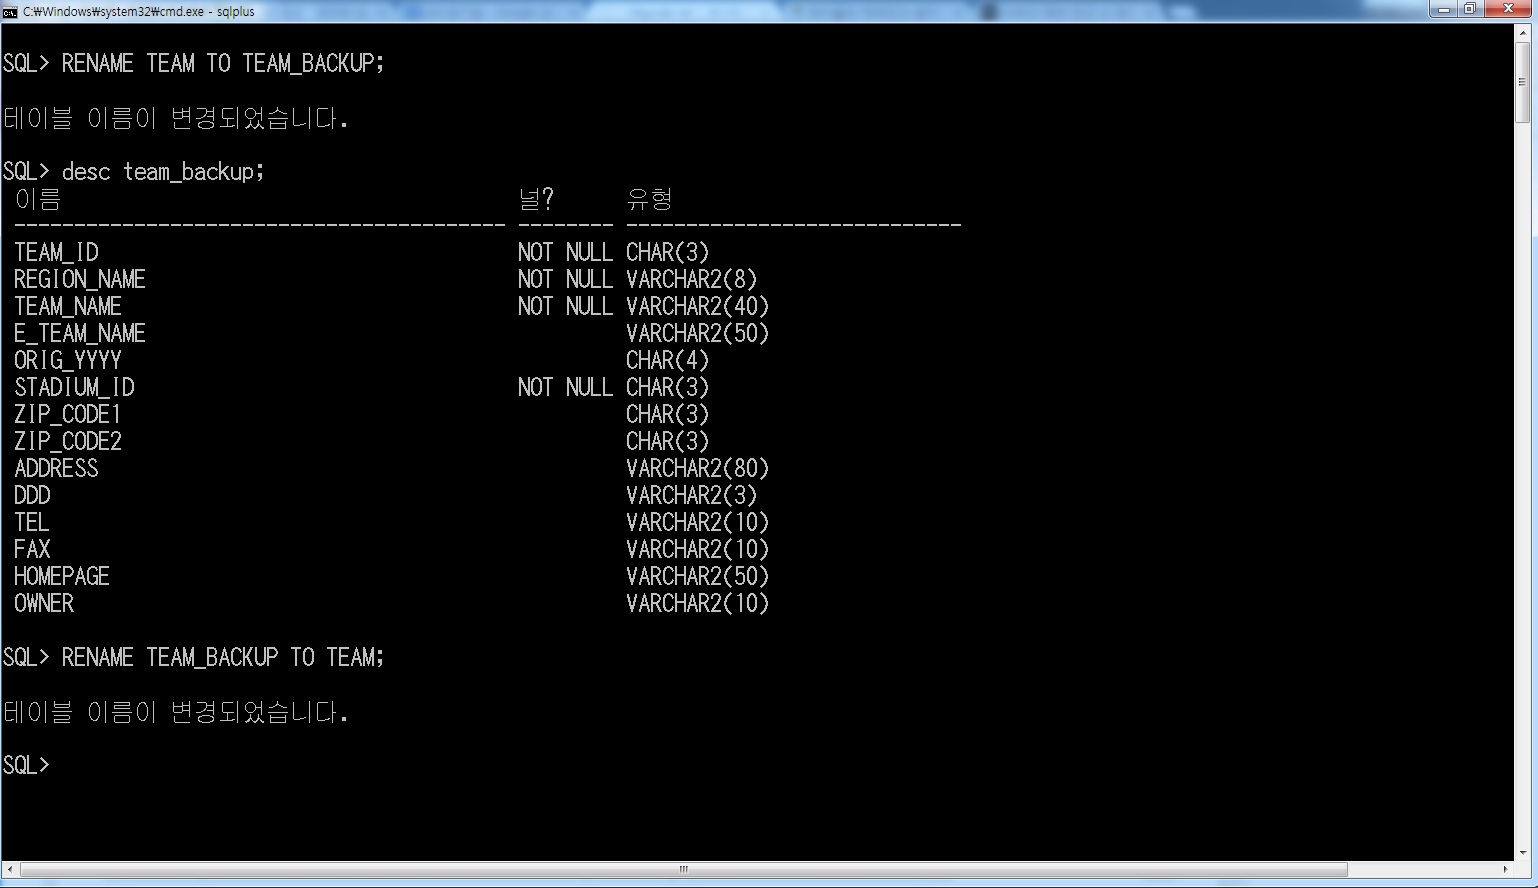 C:\Windows\system32\cmd.exe - sqlplus
SQL> RENAME TEAM TO TEAM_BACKUP;
테이블 이름이 변경되었습니다.
SQL> desc team_backup;
이름 널? 유형
----------------------------------------- -------- ----------------------------
TEAM_ID NOT NULL CHAR(3)
REGION_NAME NOT NULL VARCHAR2(8)
TEAM_NAME NOT NULL VARCHAR2(40)
E_TEAM_NAME VARCHAR2(50)
ORIG_YYYY CHAR(4)
STADIUM_ID NOT NULL CHAR(3)
ZIP_CODE1 CHAR(3)
ZIP_CODE2 CHAR(3)
ADDRESS VARCHAR2(80)
DDD VARCHAR2(3)
TEL VARCHAR2(10)
FAX VARCHAR2(10)
HOMEPAGE VARCHAR2(50)
OWNER VARCHAR2(10)
SQL> RENAME TEAM_BACKUP TO TEAM;
테이블 이름이 변경되었습니다.
SQL>